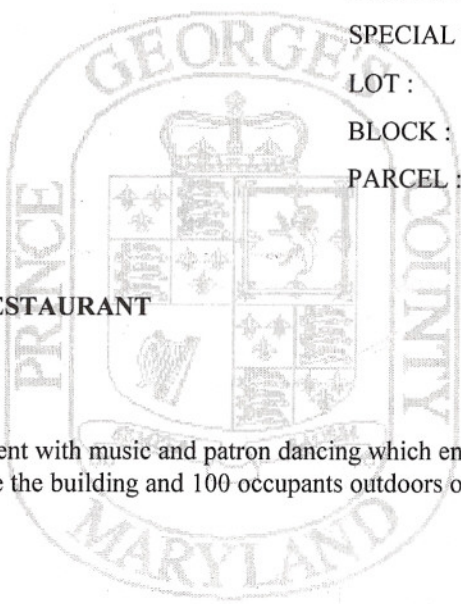 SPECIAL
LOT :
BLOCK :
PARCEL :
PRINCE GEORGE'S COUNTY
MARYLAND
ESTAURANT
ent with music and patron dancing which en
e the building and 100 occupants outdoors o